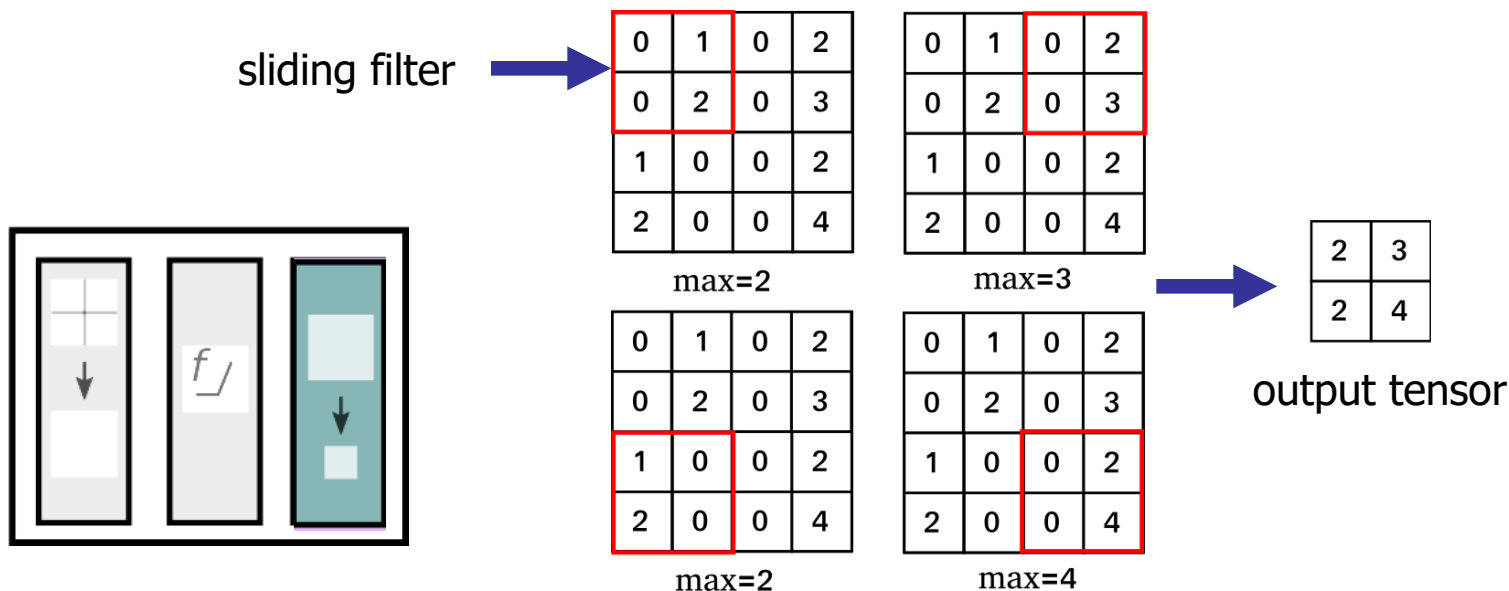 sliding filter
0 1 0 2
0 2 0 3
1 0 0 2
2 0 0 4
max=2
0 1 0 2
0 2 0 3
1 0 0 2
2 0 0 4
max=3
0 1 0 2
0 2 0 3
1 0 0 2
2 0 0 4
max=2
0 1 0 2
0 2 0 3
1 0 0 2
2 0 0 4
max=4
2 3
2 4
output tensor
f